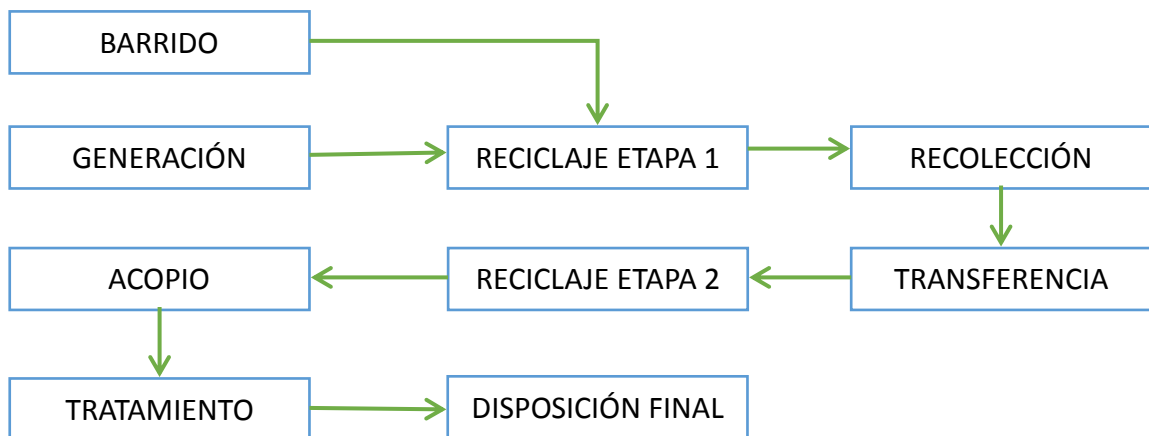 BARRIDO
GENERACIÓN
RECICLAJE ETAPA 1
RECOLECCIÓN
ACOPIO
RECICLAJE ETAPA 2
TRANSFERENCIA
TRATAMIENTO
DISPOSICIÓN FINAL